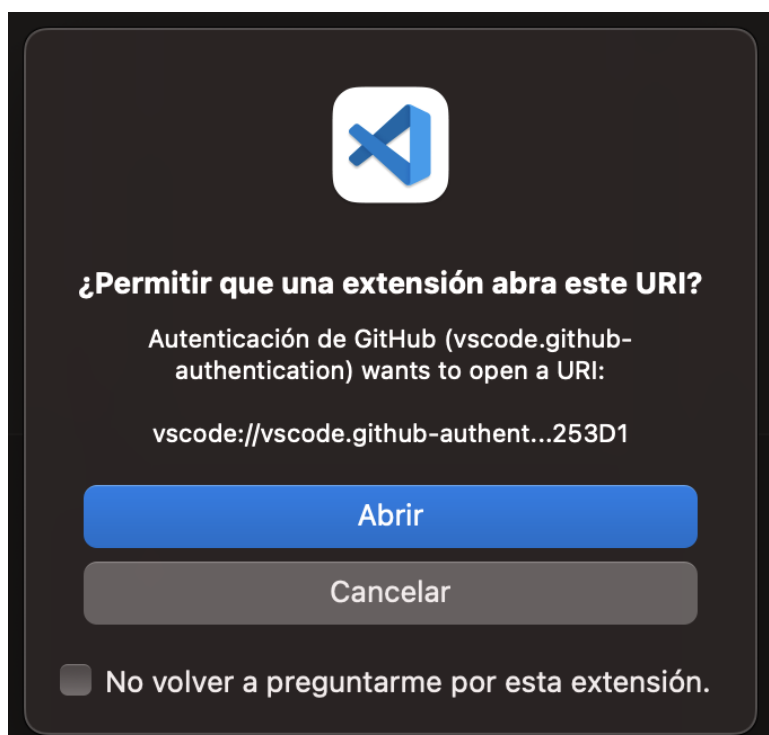 ¿Permitir que una extensión abra este URI?
Autenticación de GitHub (vscode.github-
authentication) wants to open a URI:
vscode://vscode.github-authent...253D1
Abrir
Cancelar
No volver a preguntarme por esta extensión.